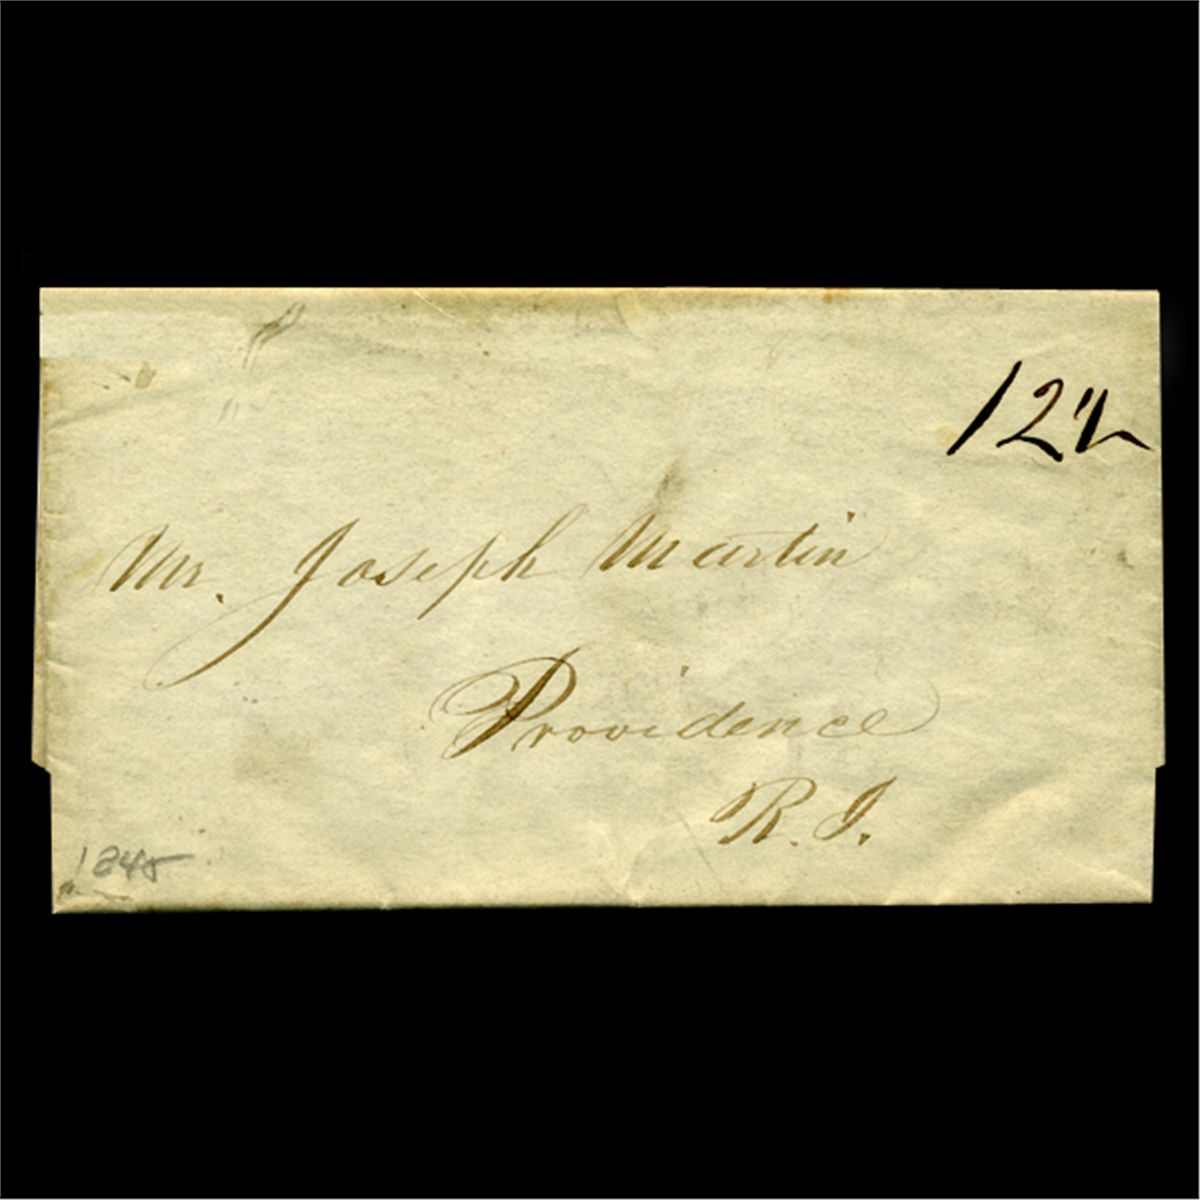 12½
Mr. Joseph Martin
Providence
R. I.
1845